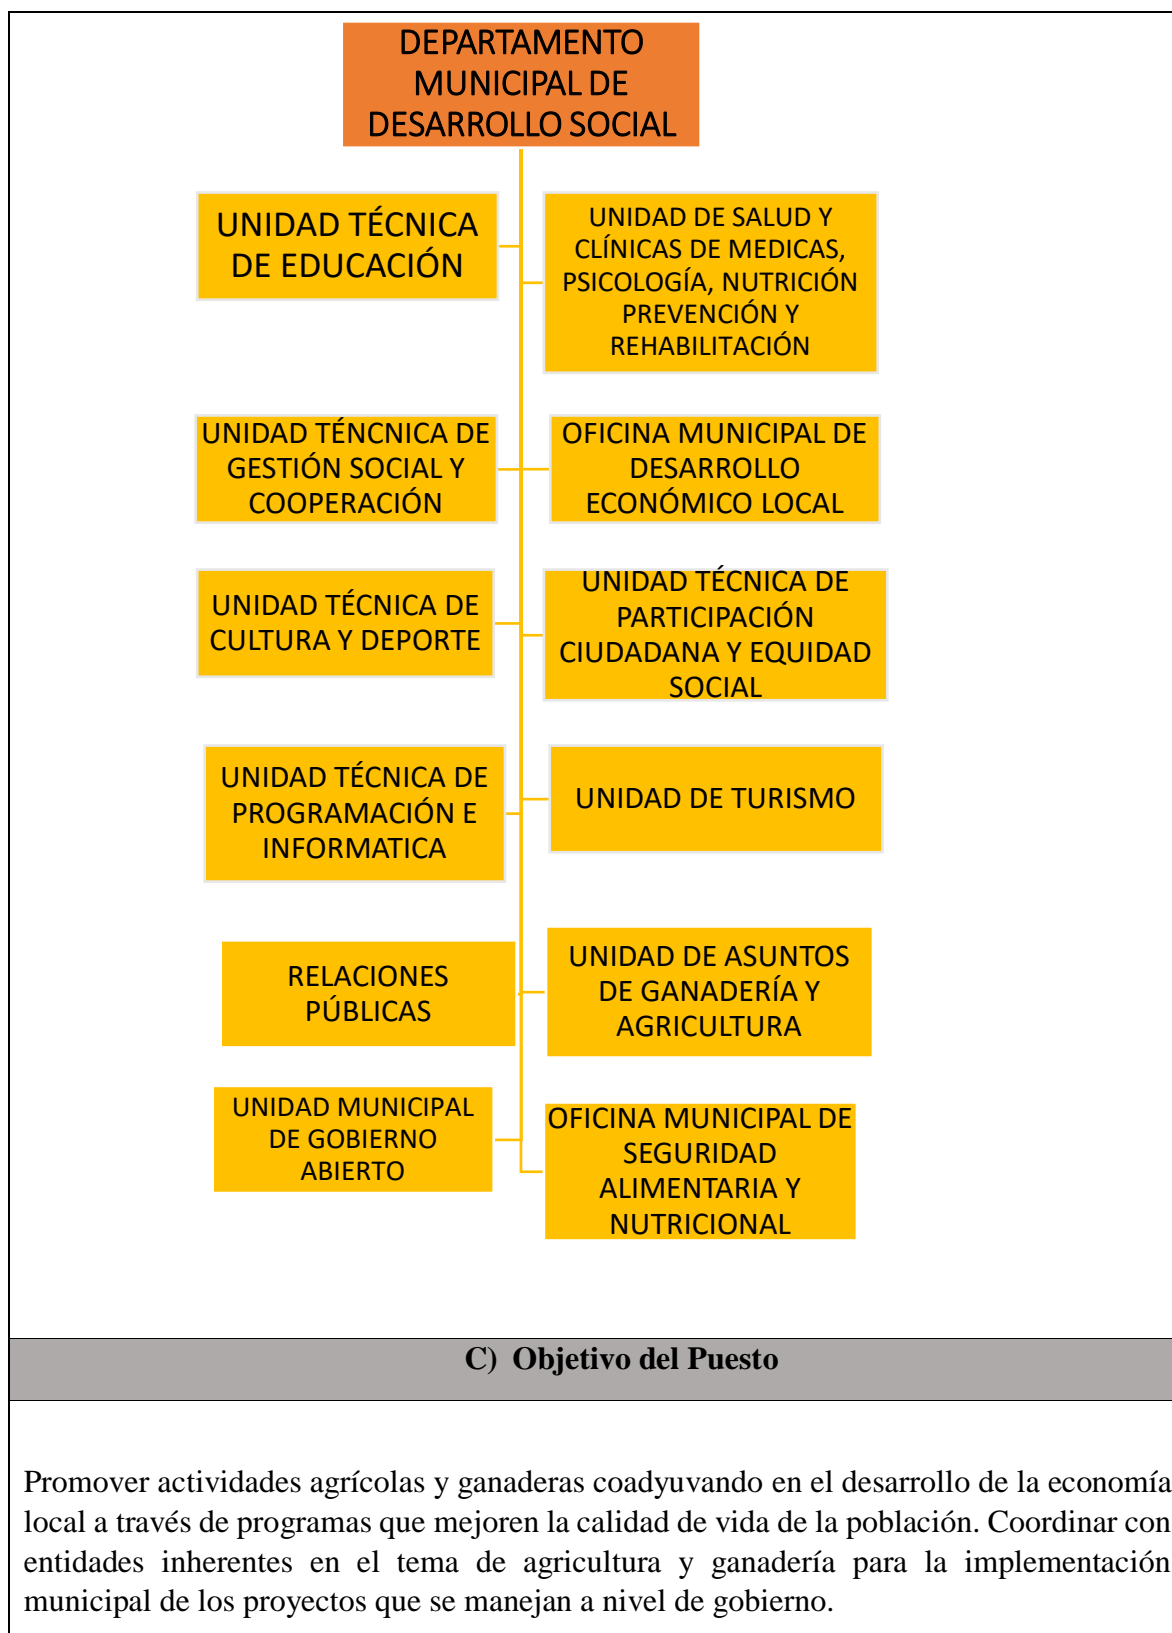 DEPARTAMENTO
MUNICIPAL DE
DESARROLLO SOCIAL
UNIDAD TÉCNICA
DE EDUCACIÓN
UNIDAD DE SALUD Y
CLÍNICAS DE MEDICAS,
PSICOLOGÍA, NUTRICIÓN
PREVENCIÓN Y
REHABILITACIÓN
UNIDAD TÉNCNICA DE
GESTIÓN SOCIAL Y
COOPERACIÓN
OFICINA MUNICIPAL DE
DESARROLLO
ECONÓMICO LOCAL
UNIDAD TÉCNICA DE
CULTURA Y DEPORTE
UNIDAD TÉCNICA DE
PARTICIPACIÓN
CIUDADANA Y EQUIDAD
SOCIAL
UNIDAD TÉCNICA DE
PROGRAMACIÓN E
INFORMATICA
UNIDAD DE TURISMO
RELACIONES
PÚBLICAS
UNIDAD DE ASUNTOS
DE GANADERÍA Y
AGRICULTURA
UNIDAD MUNICIPAL
DE GOBIERNO
ABIERTO
OFICINA MUNICIPAL DE
SEGURIDAD
ALIMENTARIA Y
NUTRICIONAL
C) Objetivo del Puesto
Promover actividades agrícolas y ganaderas coadyuvando en el desarrollo de la economía
local a través de programas que mejoren la calidad de vida de la población. Coordinar con
entidades inherentes en el tema de agricultura y ganadería para la implementación
municipal de los proyectos que se manejan a nivel de gobierno.